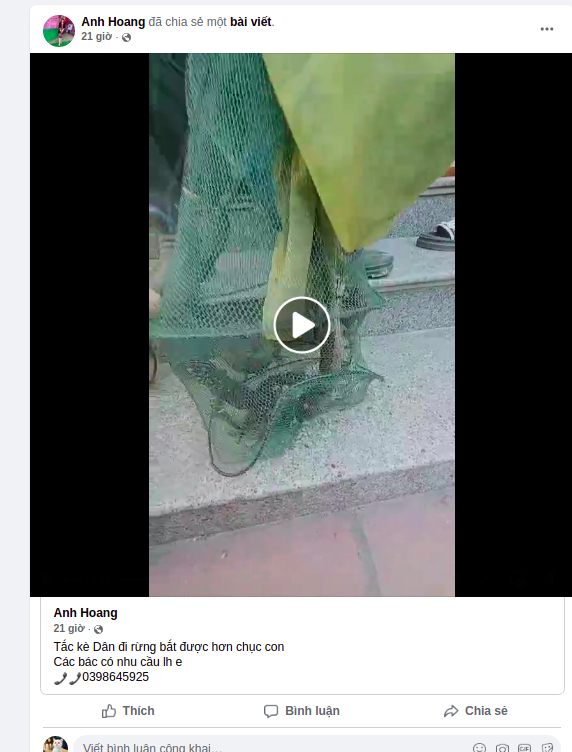 Anh Hoang đã chia sẻ một bài viết.
21 giờ ·
Anh Hoang
21 giờ ·
Tắc kè Dân đi rừng bắt được hơn chục con
Các bác có nhu cầu lh e
0398645925
Thích
Bình luận
Chia sẻ
Viết bình luận công khai...
GIF